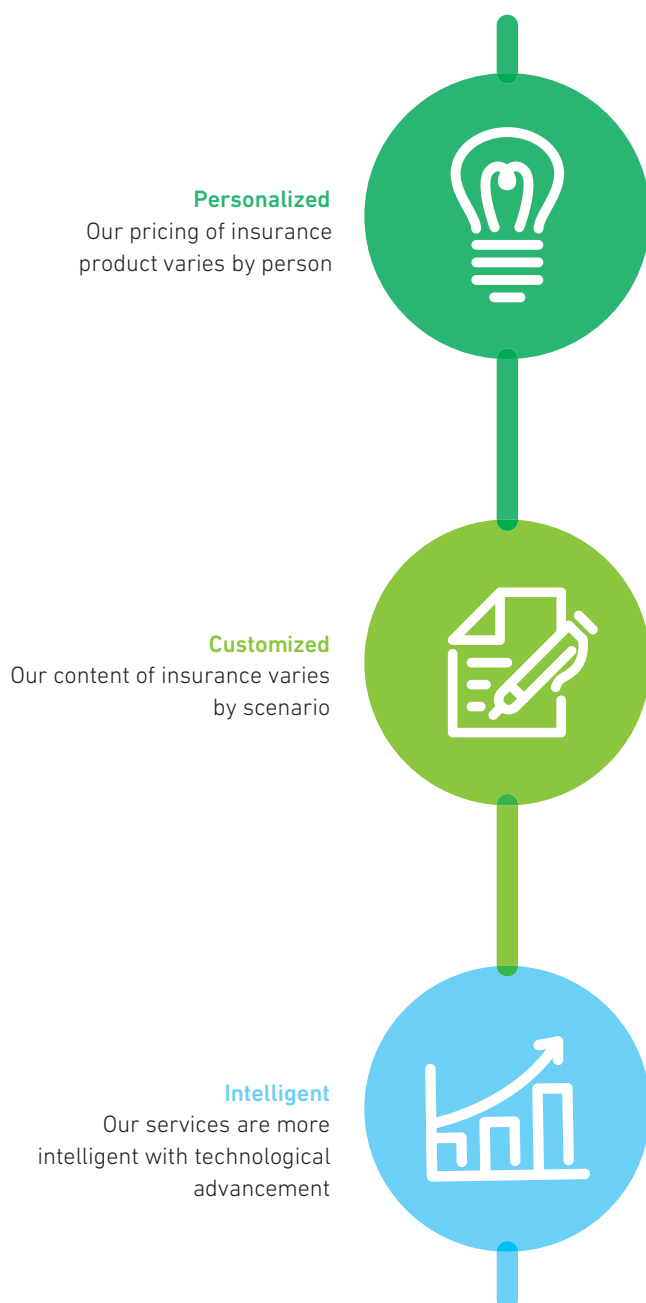 Personalized
Our pricing of insurance
product varies by person
Customized
Our content of insurance varies
by scenario
Intelligent
Our services are more
intelligent with technological
advancement